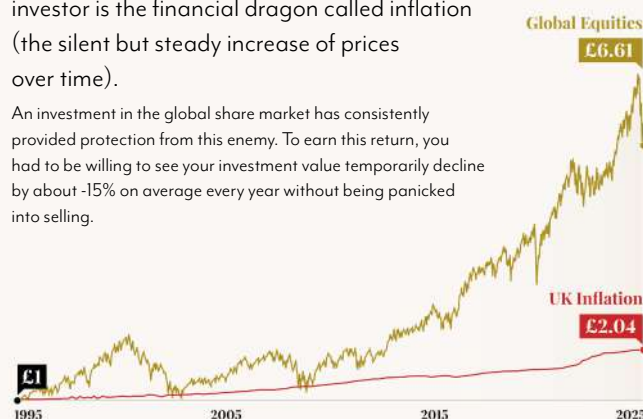 investor is the financial dragon called inflation
(the silent but steady increase of prices
over time).
An investment in the global share market has consistently
provided protection from this enemy. To earn this return, you
had to be willing to see your investment value temporarily decline
by about -15% on average every year without being panicked
into selling.
Global Equities
£6.61
UK Inflation
£2.04
£1
1995
2005
2015
2025